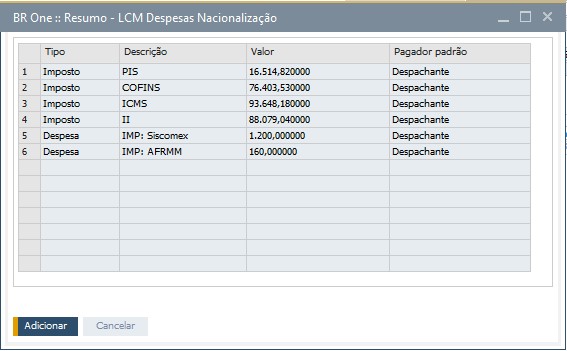 BR One :: Resumo - LCM Despesas Nacionalização
Tipo Descrição Valor Pagador padrão
1 Imposto PIS 16.514,820000 Despachante
2 Imposto COFINS 76.403,530000 Despachante
3 Imposto ICMS 93.648,180000 Despachante
4 Imposto II 88.079,040000 Despachante
5 Despesa IMP: Siscomex 1.200,000000 Despachante
6 Despesa IMP: AFRMM 160,000000 Despachante
Adicionar Cancelar